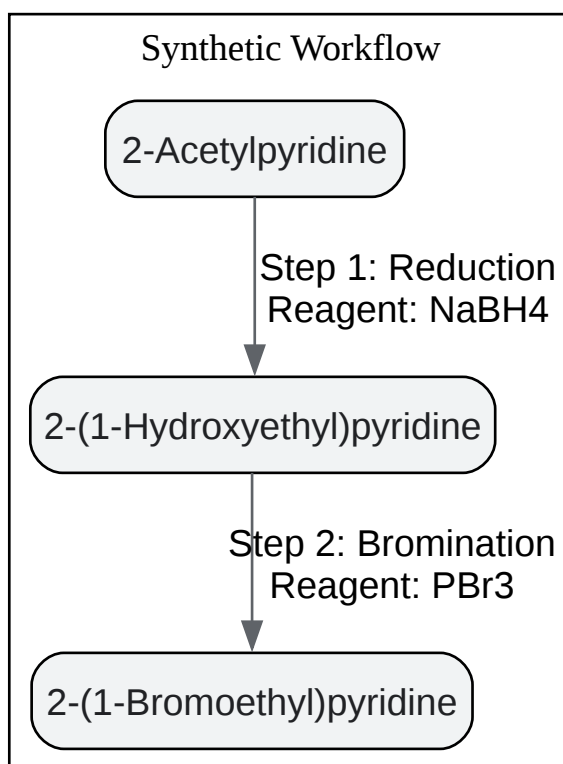 Synthetic Workflow
2-Acetylpyridine
Step 1: Reduction
Reagent: NaBH4
2-(1-Hydroxyethyl)pyridine
Step 2: Bromination
Reagent: PBr3
2-(1-Bromoethyl)pyridine